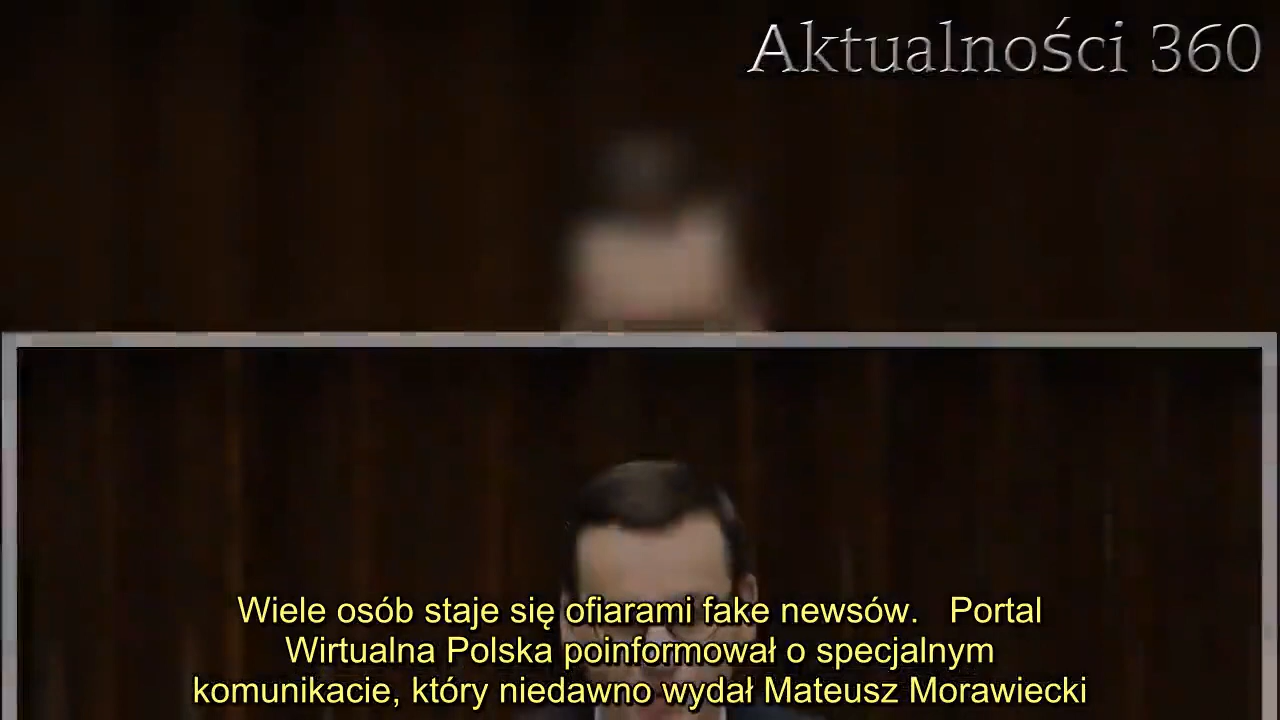 Aktualności 360
Wiele osób staje się ofiarami fake newsów. Portal
Wirtualna Polska poinformował o specjalnym
komunikacie, który niedawno wydał Mateusz Morawiecki